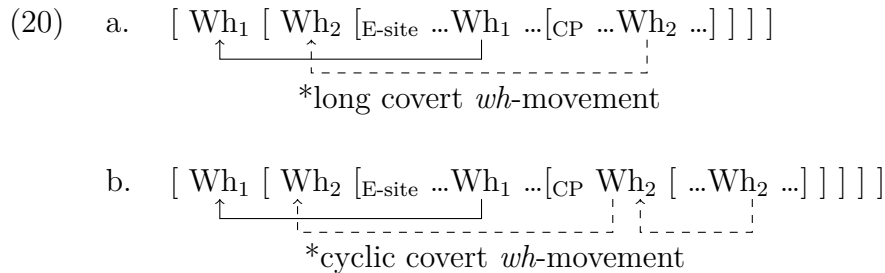 (20) a. [ Wh₁ [ Wh₂ [E-site ...Wh₁ ...[CP ...Wh₂ ...] ] ] ]
*long covert wh-movement
b. [ Wh₁ [ Wh₂ [E-site ...Wh₁ ...[CP Wh₂ [ ...Wh₂ ...] ] ] ] ]
*cyclic covert wh-movement